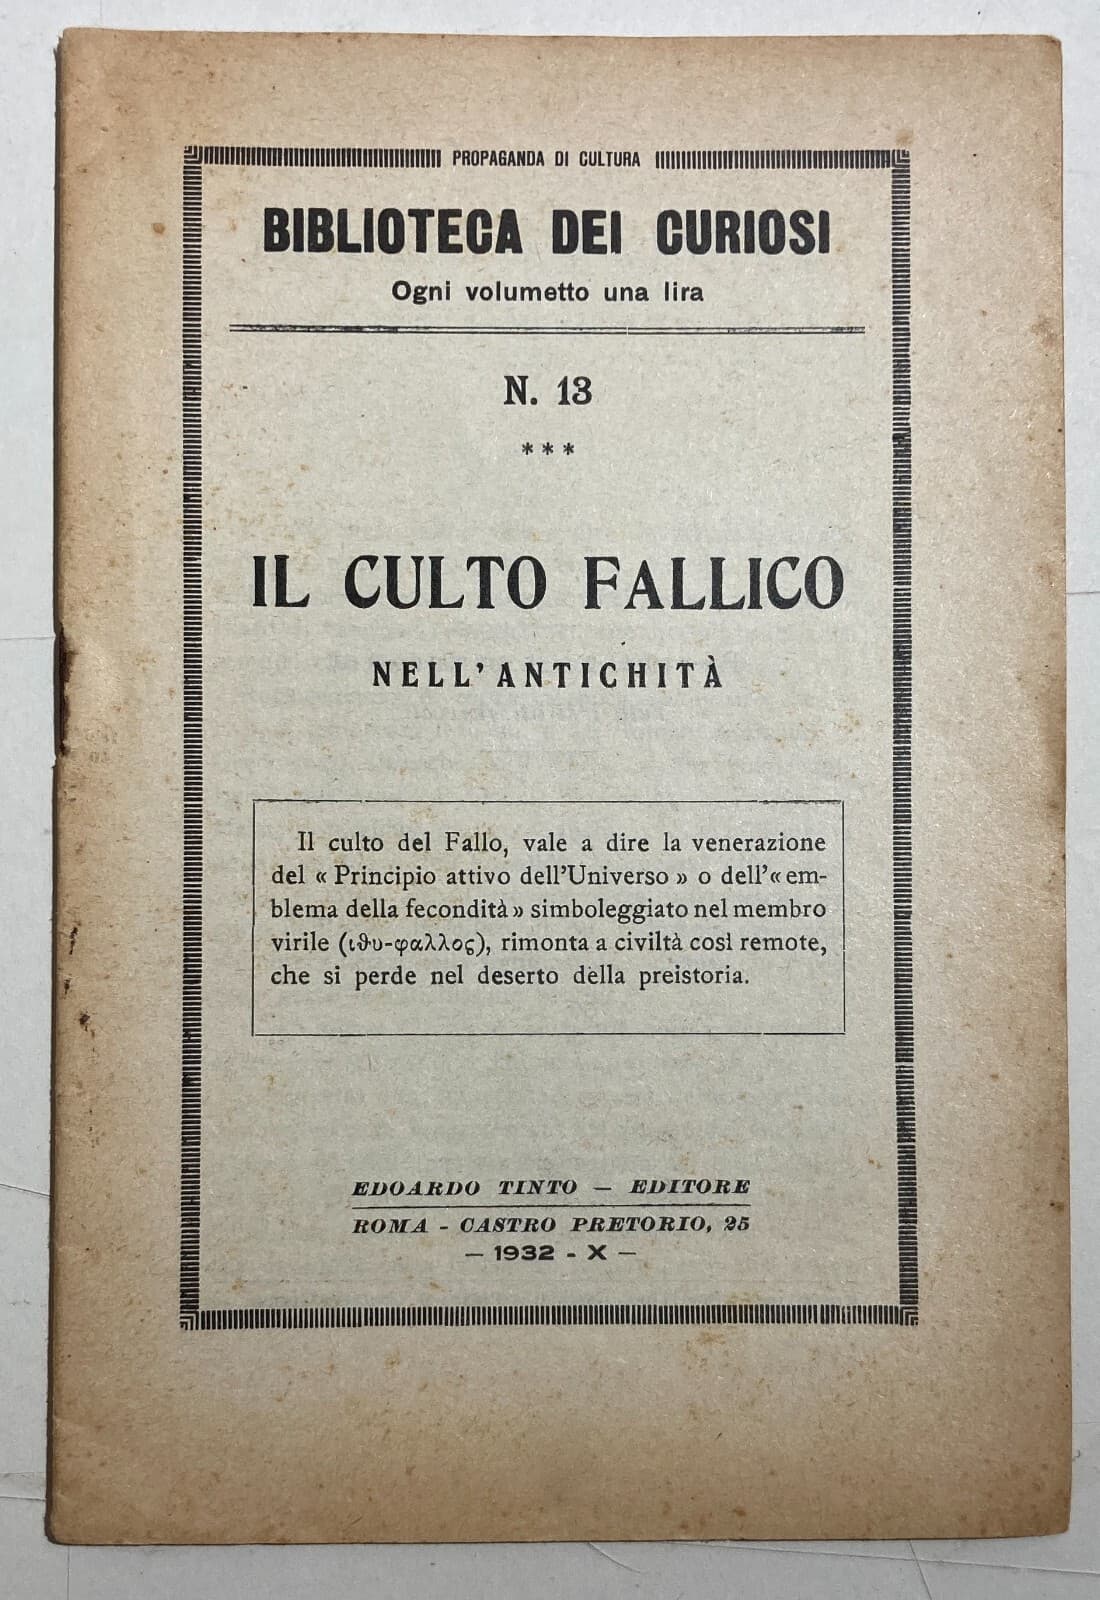 PROPAGANDA DI CULTURA
BIBLIOTECA DEI CURIOSI
Ogni volumetto una lira
N. 13
***
IL CULTO FALLICO
NELL'ANTICHITÀ
Il culto del Fallo, vale a dire la venerazione
del « Principio attivo dell'Universo » o dell'« em-
blema della fecondità » simboleggiato nel membro
virile (ιϑυ-φαλλος), rimonta a civiltà così remote,
che si perde nel deserto della preistoria.
EDOARDO TINTO — EDITORE
ROMA - CASTRO PRETORIO, 25
— 1932 - X —